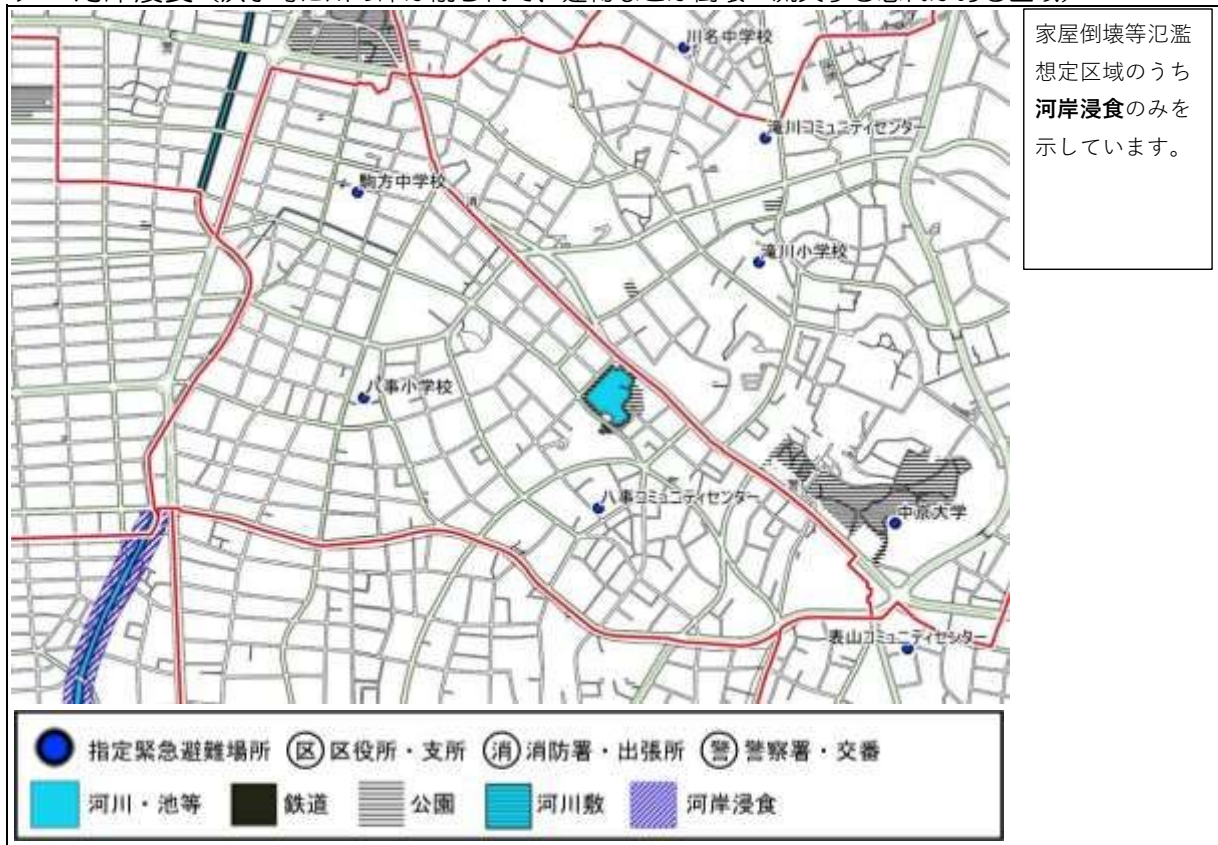 家屋倒壊等氾濫
想定区域のうち
河岸浸食のみを
示しています。
川名中学校
滝川コミュニティセンター
駒方中学校
滝川小学校
八事小学校
八事コミュニティセンター
中京大学
表山コミュニティセンター
指定緊急避難場所 区 区役所・支所 消 消防署・出張所 警 警察署・交番
河川・池等 鉄道 公園 河川敷 河岸浸食